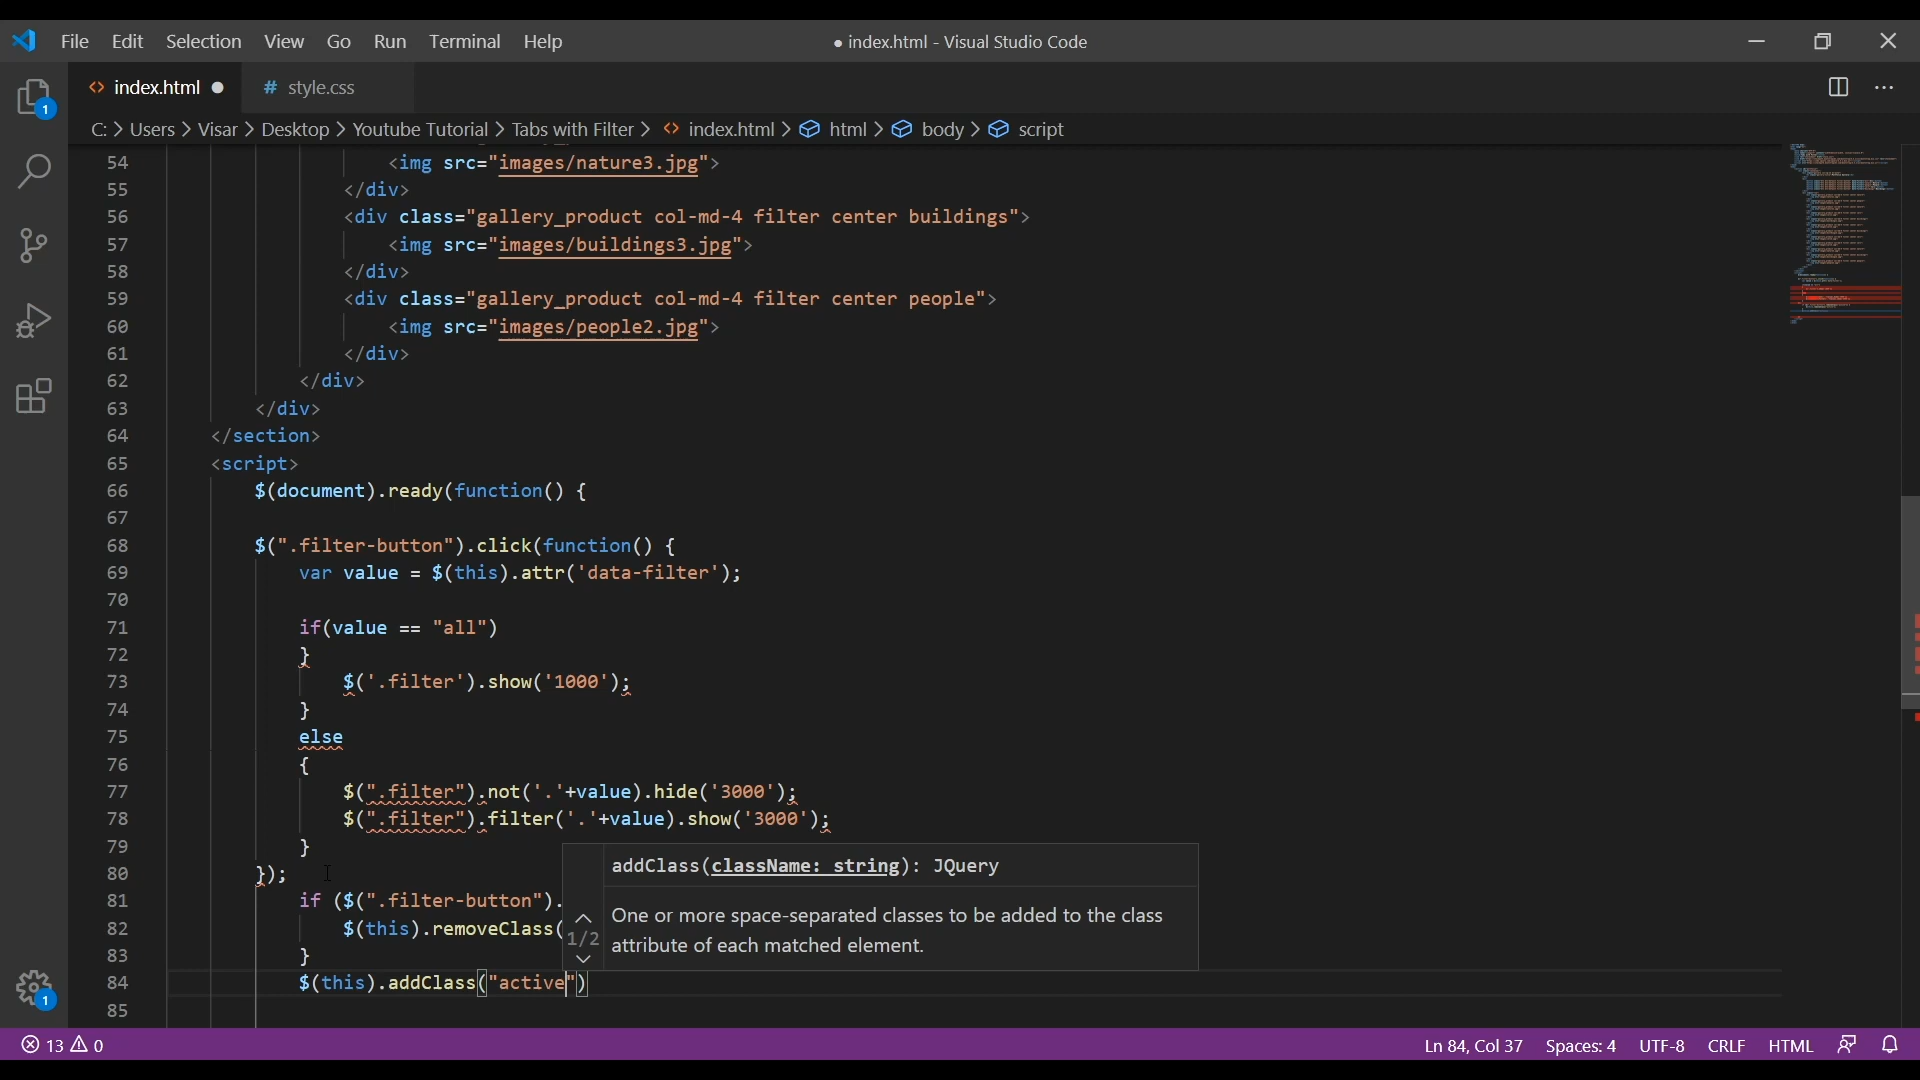 File Edit Selection View Go Run Terminal Help ● index.html - Visual Studio Code
<> index.html ● # style.css
C: > Users > Visar > Desktop > Youtube Tutorial > Tabs with Filter > <> index.html > html > body > script
54 <img src="images/nature3.jpg">
55 </div>
56 <div class="gallery_product col-md-4 filter center buildings">
57 <img src="images/buildings3.jpg">
58 </div>
59 <div class="gallery_product col-md-4 filter center people">
60 <img src="images/people2.jpg">
61 </div>
62 </div>
63 </div>
64 </section>
65 <script>
66 $(document).ready(function() {
67
68 $(".filter-button").click(function() {
69 var value = $(this).attr('data-filter');
70
71 if(value == "all")
72 }
73 $('.filter').show('1000');
74 }
75 else
76 {
77 $(".filter").not('.'+value).hide('3000');
78 $(".filter").filter('.'+value).show('3000');
79 }
80 });
81 if ($(".filter-button").
82 $(this).removeClass(
83 }
84 $(this).addClass("active")
85
addClass(className: string): JQuery
1/2
One or more space-separated classes to be added to the class
attribute of each matched element.
1
1
13 0 Ln 84, Col 37 Spaces: 4 UTF-8 CRLF HTML